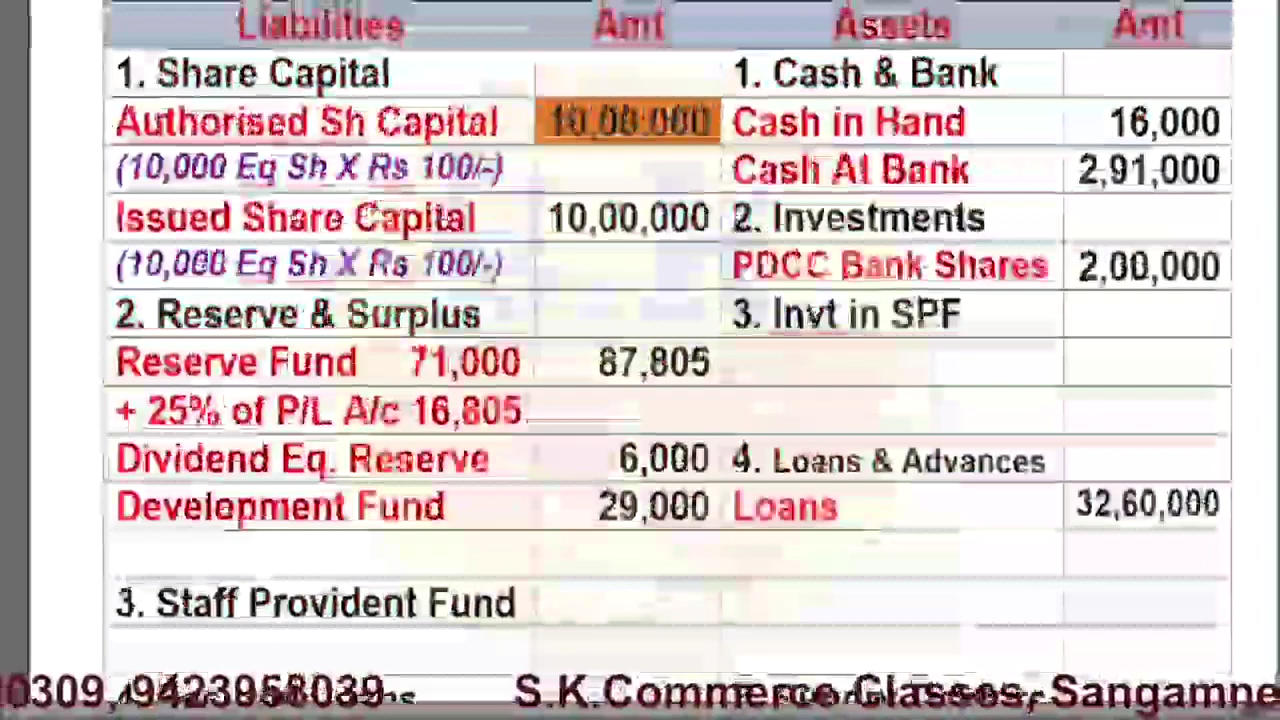 Liabilities Amt Assets Amt
1. Share Capital 1. Cash & Bank
Authorised Sh Capital 10,00,000 Cash in Hand 16,000
(10,000 Eq Sh X Rs 100/-) Cash At Bank 2,91,000
Issued Share Capital 10,00,000 2. Investments
(10,000 Eq Sh X Rs 100/-) PDCC Bank Shares 2,00,000
2. Reserve & Surplus 3. Invt in SPF
Reserve Fund 71,000 87,805
+ 25% of P/L A/c 16,805
Dividend Eq. Reserve 6,000 4. Loans & Advances
Development Fund 29,000 Loans 32,60,000
3. Staff Provident Fund
0309, 9423958039 S.K.Commerce Classes, Sangamne